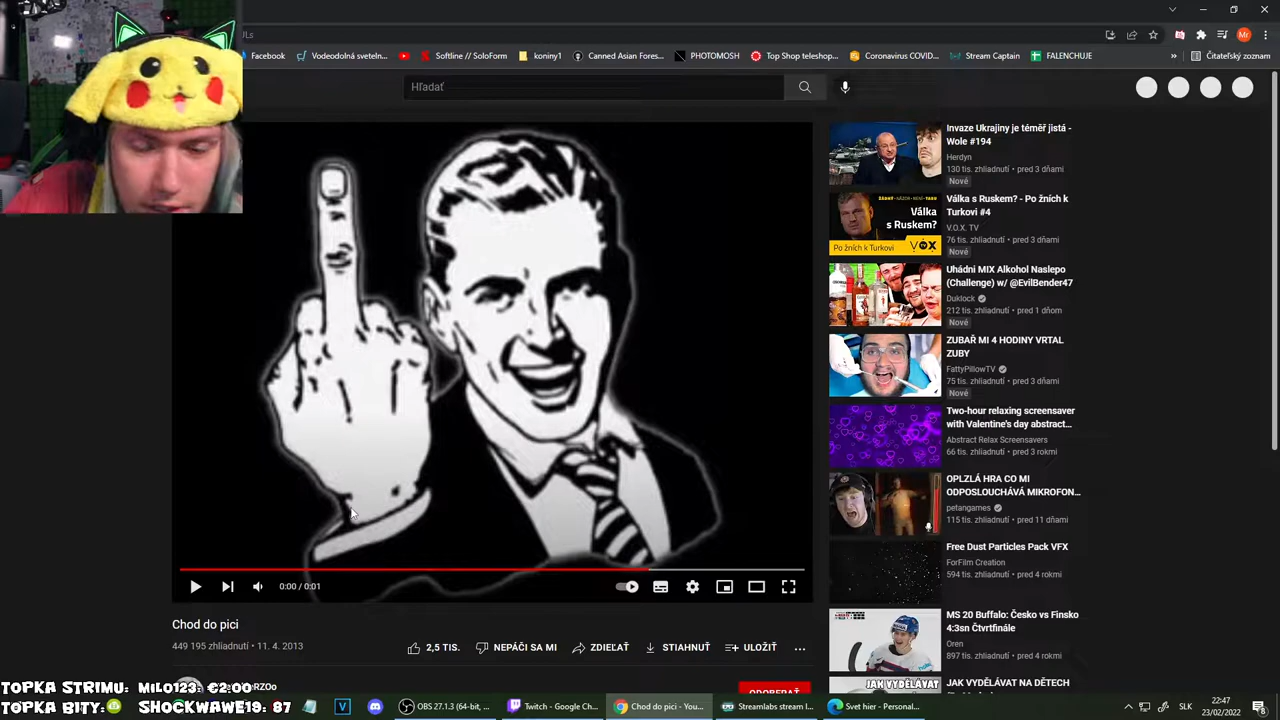 ULs
Facebook
Vodeodolná sveteln...
Softline // SoloForm
koniny1
Canned Asian Fores...
PHOTOMOSH
Top Shop teleshop...
Coronavirus COVID...
Stream Captain
FALENCHUJE
»
Čitateľský zoznam
Mr
Hľadať
Invaze Ukrajiny je téměř jistá -
Wole #194
Herdyn
130 tis. zhliadnutí • pred 3 dňami
Nové
ŽÁDNÝ • NÁZOR • NENÍ • TABU
Válka
s Ruskem?
Po žních k Turkovi
VOX
Válka s Ruskem? - Po žních k
Turkovi #4
V.O.X. TV
76 tis. zhliadnutí • pred 3 dňami
Nové
Uhádni MIX Alkohol Naslepo
(Challenge) w/ @EvilBender47
Duklock
212 tis. zhliadnutí • pred 1 dňom
Nové
ZUBAŘ MI 4 HODINY VRTAL
ZUBY
FattyPillowTV
75 tis. zhliadnutí • pred 3 dňami
Nové
Two-hour relaxing screensaver
with Valentine's day abstract...
Abstract Relax Screensavers
66 tis. zhliadnutí • pred 3 rokmi
OPLZLÁ HRA CO MI
ODPOSLOUCHÁVÁ MIKROFON...
petangames
115 tis. zhliadnutí • pred 11 dňami
Free Dust Particles Pack VFX
ForFilm Creation
594 tis. zhliadnutí • pred 4 rokmi
MS 20 Buffalo: Česko vs Finsko
4:3sn Čtvrtfinále
Oren
897 tis. zhliadnutí • pred 4 rokmi
JAK VYDĚLÁVAT
JAK VYDĚLÁVAT NA DĚTECH
0:00 / 0:01
Chod do pici
449 195 zhliadnutí • 11. 4. 2013
2,5 TIS.
NEPÁČI SA MI
ZDIEĽAŤ
STIAHNUŤ
ULOŽIŤ
ODOBERAŤ
TOPKA STRIMU: MILO123: €2.00
TOPKA BITY: SHOCKWAWE19: 87
OBS 27.1.3 (64-bit, ...
Twitch - Google Ch...
Chod do pici - You...
Streamlabs stream l...
Svet hier - Personal...
SLK
22:47
23/02/2022